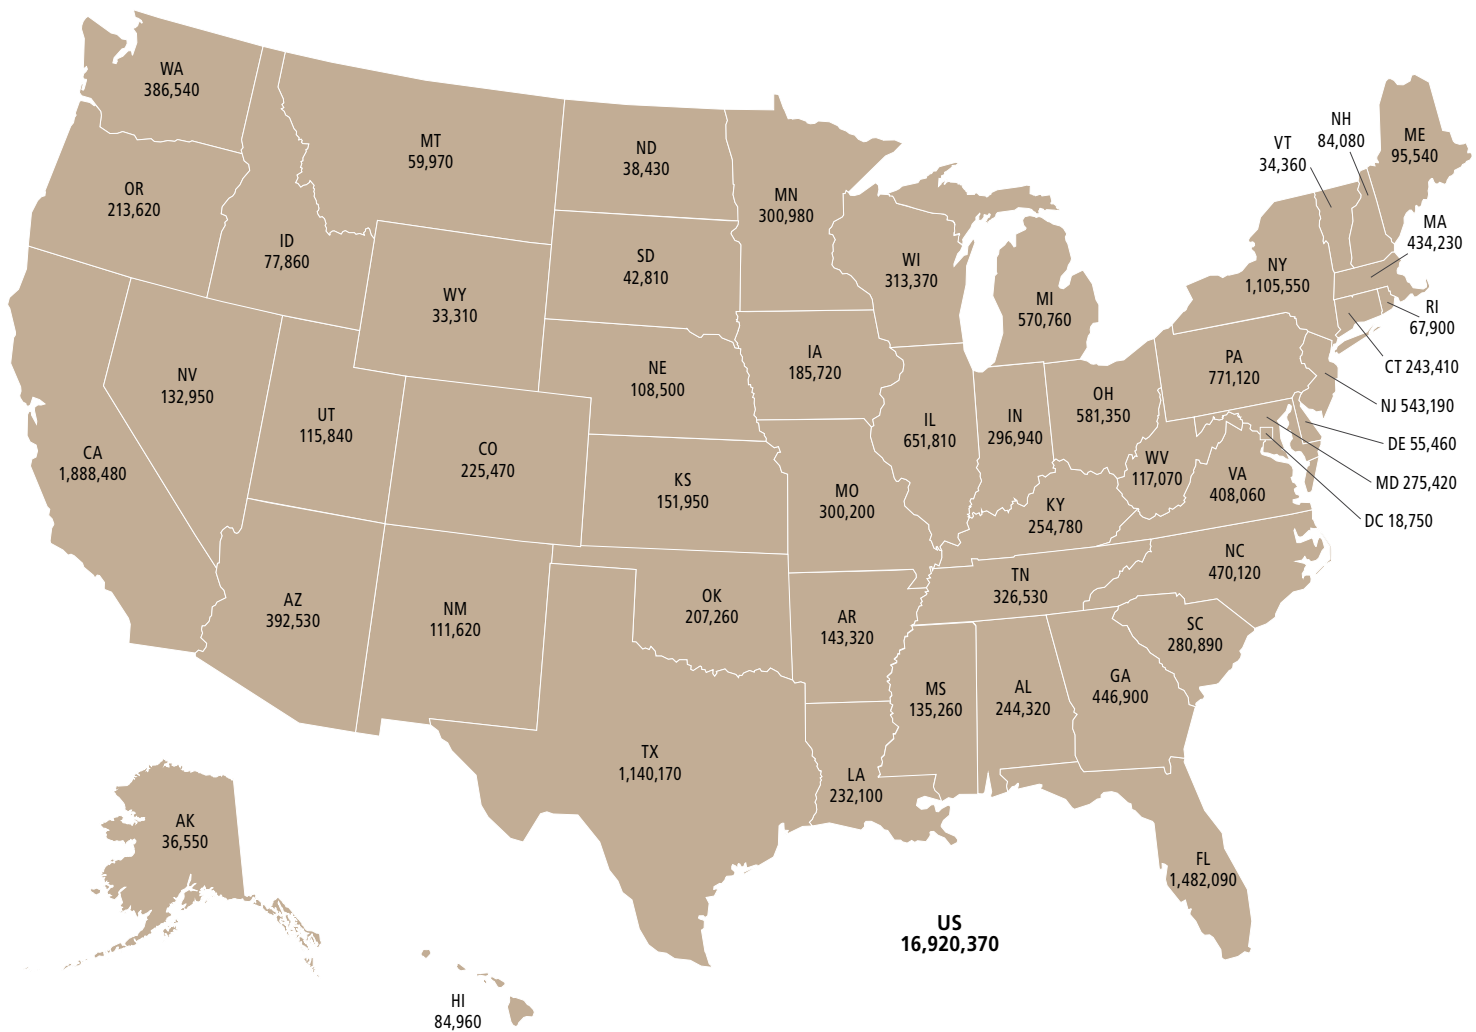 WA
386,540
MT
59,970
ND
38,430
MN
300,980
VT
34,360
NH
84,080
ME
95,540
OR
213,620
ID
77,860
WY
33,310
SD
42,810
WI
313,370
MI
570,760
NY
1,105,550
MA
434,230
RI
67,900
CT 243,410
NJ 543,190
DE 55,460
MD 275,420
DC 18,750
NV
132,950
UT
115,840
CA
1,888,480
CO
225,470
NE
108,500
IA
185,720
KS
151,950
MO
300,200
IL
651,810
IN
296,940
OH
581,350
PA
771,120
WV
117,070
VA
408,060
KY
254,780
NC
470,120
TN
326,530
SC
280,890
AZ
392,530
NM
111,620
OK
207,260
AR
143,320
MS
135,260
AL
244,320
GA
446,900
TX
1,140,170
LA
232,100
FL
1,482,090
AK
36,550
HI
84,960
US
16,920,370